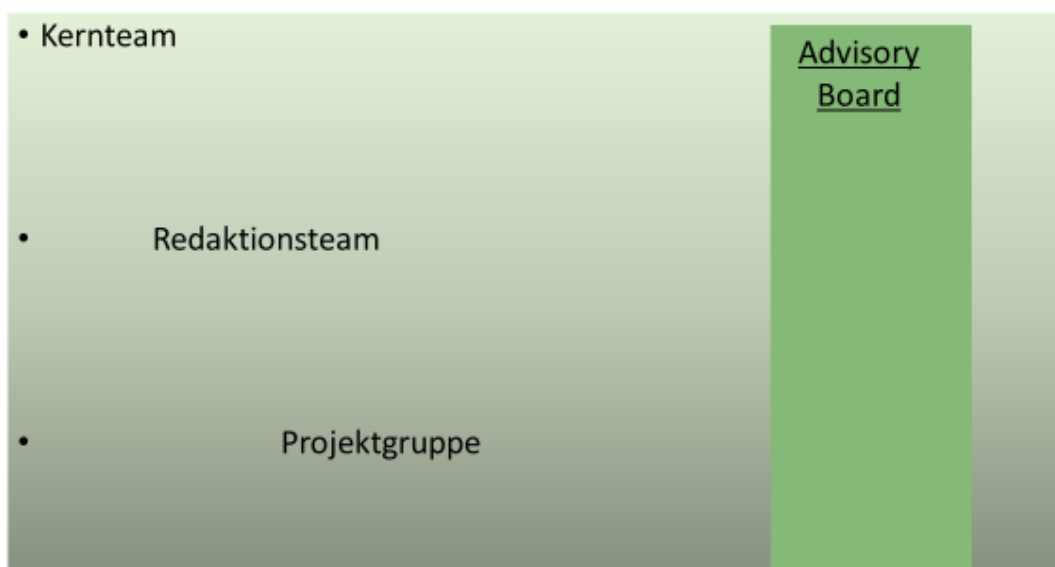 • Kernteam
Advisory
Board
• Redaktionsteam
• Projektgruppe